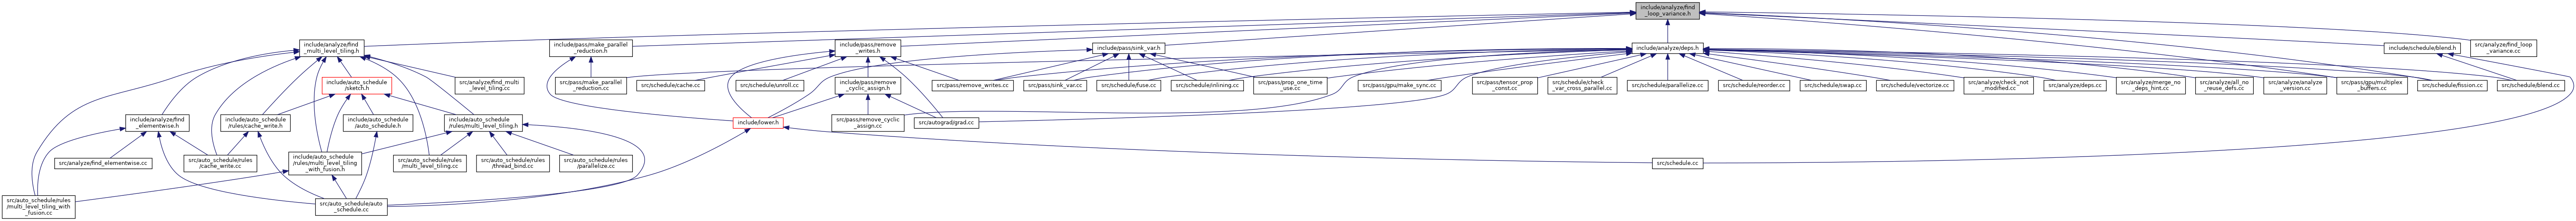 include/analyze/find
_loop_variance.h
include/analyze/find
_multi_level_tiling.h
include/pass/make_parallel
_reduction.h
include/pass/remove
_writes.h
include/pass/sink_var.h
include/analyze/deps.h
include/schedule/blend.h
src/analyze/find_loop
_variance.cc
include/auto_schedule
/sketch.h
src/analyze/find_multi
_level_tiling.cc
src/pass/make_parallel
_reduction.cc
src/schedule/cache.cc
src/schedule/unroll.cc
include/pass/remove
_cyclic_assign.h
src/pass/remove_writes.cc
src/pass/sink_var.cc
src/schedule/fuse.cc
src/schedule/inlining.cc
src/pass/prop_one_time
_use.cc
src/pass/gpu/make_sync.cc
src/pass/tensor_prop
_const.cc
src/schedule/check
_var_cross_parallel.cc
src/schedule/parallelize.cc
src/schedule/reorder.cc
src/schedule/swap.cc
src/schedule/vectorize.cc
src/analyze/check_not
_modified.cc
src/analyze/deps.cc
src/analyze/merge_no
_deps_hint.cc
src/analyze/all_no
_reuse_defs.cc
src/analyze/analyze
_version.cc
src/pass/gpu/multiplex
_buffers.cc
src/schedule/fission.cc
src/schedule/blend.cc
include/analyze/find
_elementwise.h
include/auto_schedule
/rules/cache_write.h
include/auto_schedule
/auto_schedule.h
include/auto_schedule
/rules/multi_level_tiling.h
include/lower.h
src/pass/remove_cyclic
_assign.cc
src/autograd/grad.cc
src/analyze/find_elementwise.cc
src/auto_schedule/rules
/cache_write.cc
include/auto_schedule
/rules/multi_level_tiling
_with_fusion.h
src/auto_schedule/rules
/multi_level_tiling.cc
src/auto_schedule/rules
/thread_bind.cc
src/auto_schedule/rules
/parallelize.cc
src/schedule.cc
src/auto_schedule/rules
/multi_level_tiling_with
_fusion.cc
src/auto_schedule/auto
_schedule.cc